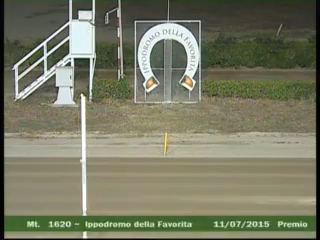 IPPODROMO DELLA FAVORITA
Mt. 1620 ~ Ippodromo della Favorita 11/07/2015 Premio